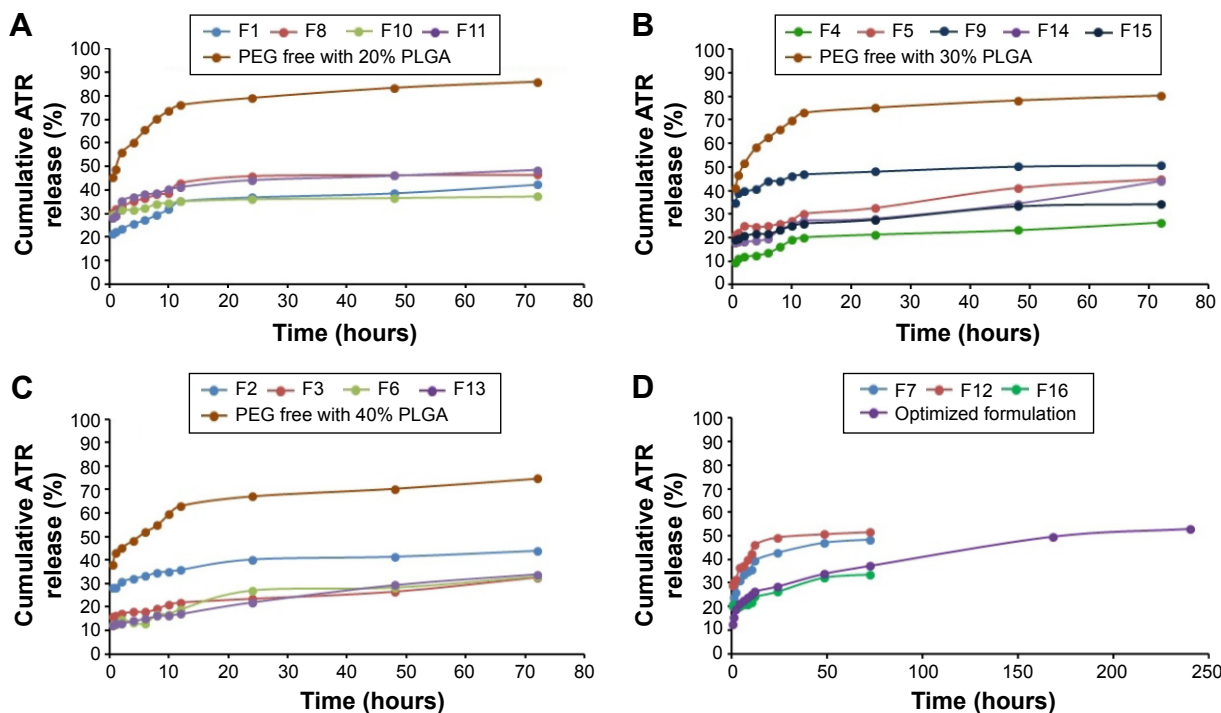 A
F1 F8 F10 F11
PEG free with 20% PLGA
Cumulative ATR
release (%)
100
90
80
70
60
50
40
30
20
10
0
0 10 20 30 40 50 60 70 80
Time (hours)
B
F4 F5 F9 F14 F15
PEG free with 30% PLGA
Cumulative ATR
release (%)
100
90
80
70
60
50
40
30
20
10
0
0 10 20 30 40 50 60 70 80
Time (hours)
C
F2 F3 F6 F13
PEG free with 40% PLGA
Cumulative ATR
release (%)
100
90
80
70
60
50
40
30
20
10
0
0 10 20 30 40 50 60 70 80
Time (hours)
D
F7 F12 F16
Optimized formulation
Cumulative ATR
release (%)
100
90
80
70
60
50
40
30
20
10
0
0 50 100 150 200 250
Time (hours)